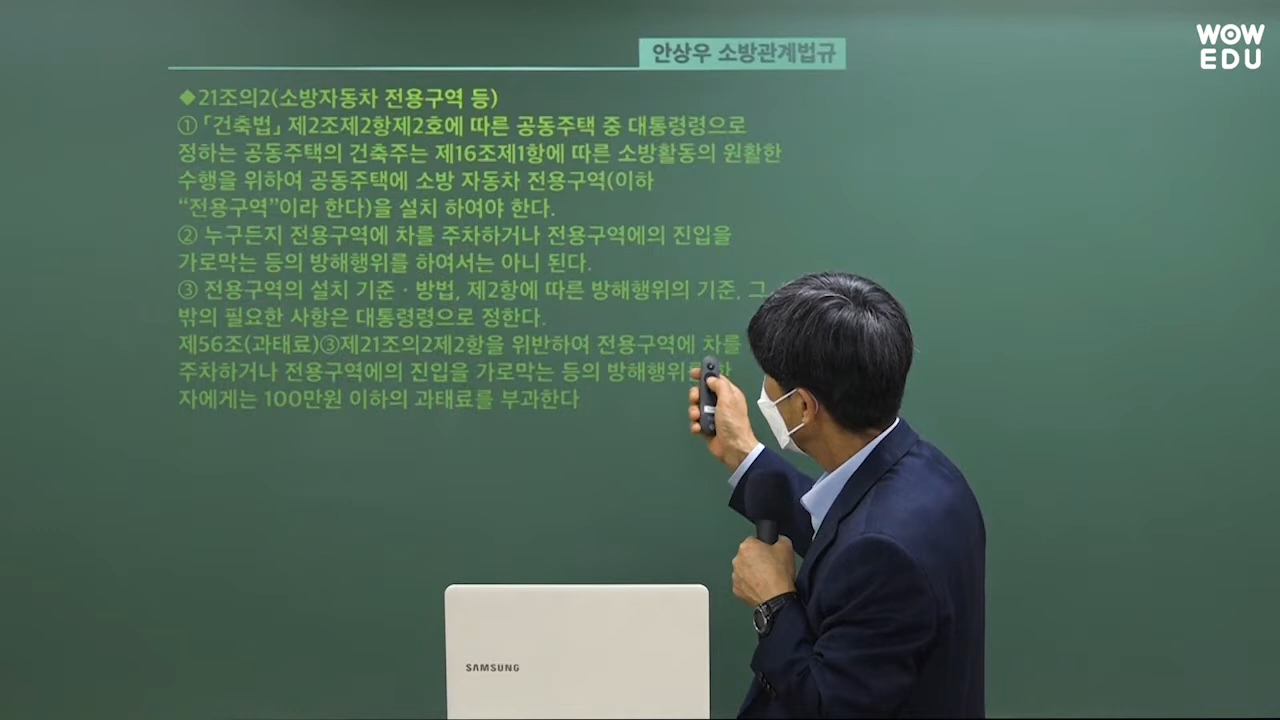 WOW
EDU
안상우 소방관계법규
◆21조의2(소방자동차 전용구역 등)
①「건축법」 제2조제2항제2호에 따른 공동주택 중 대통령령으로
정하는 공동주택의 건축주는 제16조제1항에 따른 소방활동의 원활한
수행을 위하여 공동주택에 소방 자동차 전용구역(이하
“전용구역”이라 한다)을 설치 하여야 한다.
② 누구든지 전용구역에 차를 주차하거나 전용구역에의 진입을
가로막는 등의 방해행위를 하여서는 아니 된다.
③ 전용구역의 설치 기준 · 방법, 제2항에 따른 방해행위의 기준, 그
밖의 필요한 사항은 대통령령으로 정한다.
제56조(과태료)③제21조의2제2항을 위반하여 전용구역에 차를
주차하거나 전용구역에의 진입을 가로막는 등의
자에게는 100만원 이하의 과태료를 부과한다
SAMSUNG